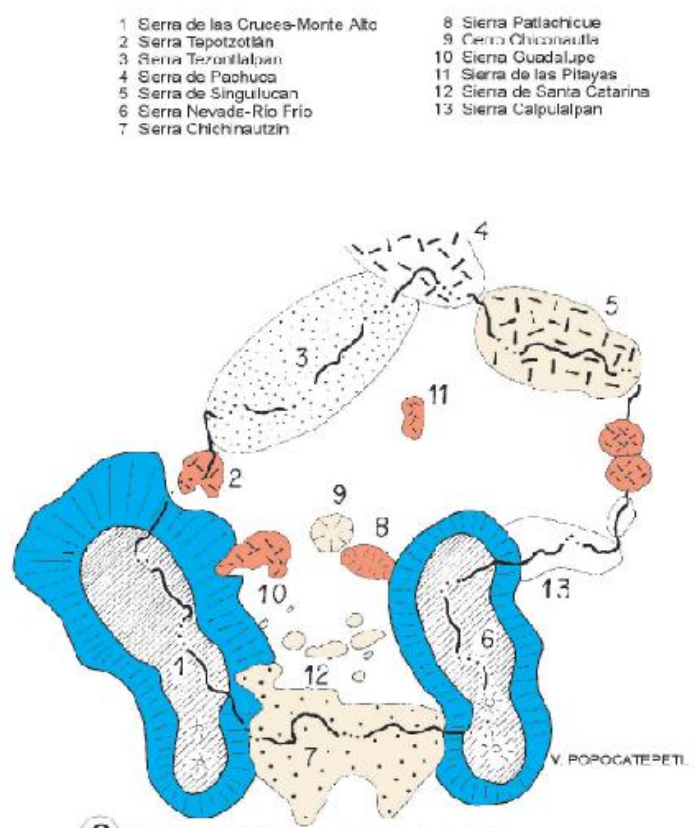 1 Sierra de las Cruces-Monte Alto
2 Sierra Tepotzotlán
3 Sierra Tezontlalpan
4 Sierra de Pachuca
5 Sierra de Singuilucan
6 Sierra Nevada-Río Frío
7 Sierra Chichinautzin
8 Sierra Patlachicue
9 Cerro Chiconautla
10 Sierra Guadalupe
11 Sierra de las Pitayas
12 Sierra de Santa Catarina
13 Sierra Calpulalpan
4
5
3
11
2
9
8
10
13
12
1
6
7
V. POPOCATEPETL